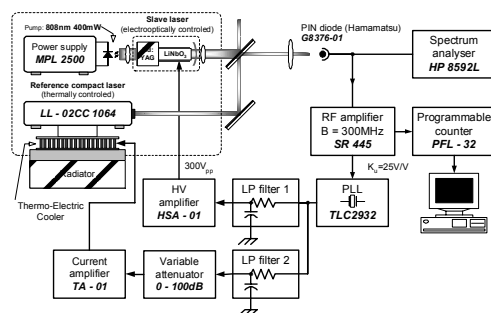 Pump: 808nm 400mW
Slave laser
(electrooptically controled)
Power supply
MPL 2500
YAG
LiNbO3
PIN diode (Hamamatsu)
G8376-01
Spectrum
analyser
HP 8592L
Reference compact laser
(thermally controled)
LL - 02CC 1064
Radiator
Thermo-Electric
Cooler
300Vpp
RF amplifier
B = 300MHz
SR 445
Programmable
counter
PFL - 32
Ku=25V/V
HV
amplifier
HSA - 01
LP filter 1
PLL
TLC2932
LP filter 2
Current
amplifier
TA - 01
Variable
attenuator
0 - 100dB